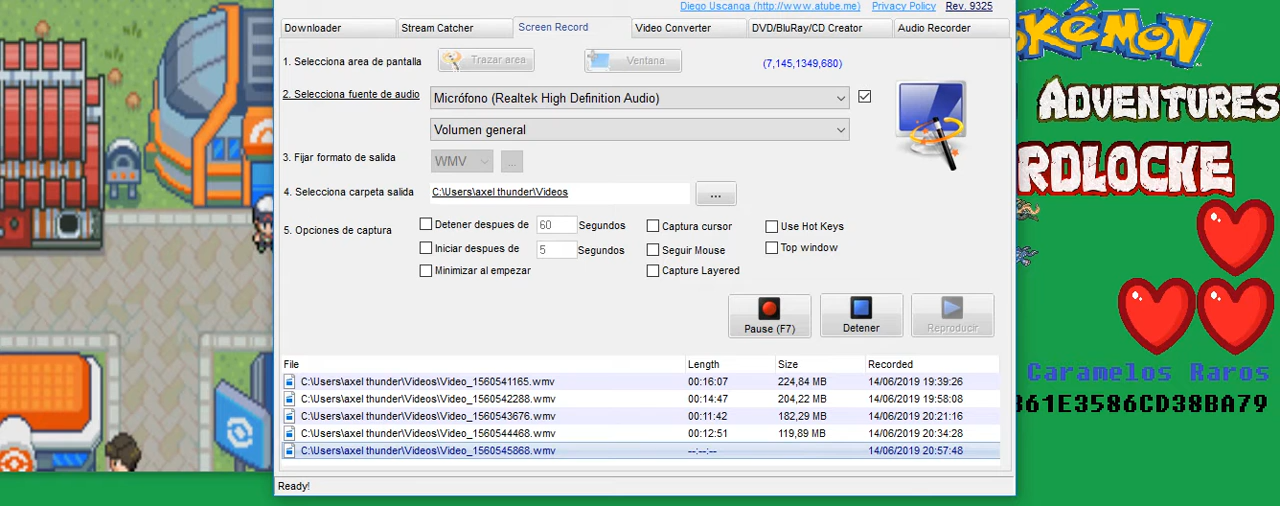 Diego Uscanga (http://www.atube.me) Privacy Policy Rev. 9325
Downloader Stream Catcher Screen Record Video Converter DVD/BluRay/CD Creator Audio Recorder
1. Selecciona area de pantalla Trazar area Ventana (7,145,1349,680)
2. Selecciona fuente de audio Micrófono (Realtek High Definition Audio)
Volumen general
3. Fijar formato de salida WMV ...
4. Selecciona carpeta salida C:\Users\axel thunder\Videos ...
5. Opciones de captura
Detener despues de 60 Segundos Captura cursor Use Hot Keys
Iniciar despues de 5 Segundos Seguir Mouse Top window
Minimizar al empezar Capture Layered
Pause (F7) Detener Reproducir
File Length Size Recorded
C:\Users\axel thunder\Videos\Video_1560541165.wmv 00:16:07 224,84 MB 14/06/2019 19:39:26
C:\Users\axel thunder\Videos\Video_1560542288.wmv 00:14:47 204,22 MB 14/06/2019 19:58:08
C:\Users\axel thunder\Videos\Video_1560543676.wmv 00:11:42 182,29 MB 14/06/2019 20:21:16
C:\Users\axel thunder\Videos\Video_1560544468.wmv 00:12:51 119,89 MB 14/06/2019 20:34:28
C:\Users\axel thunder\Videos\Video_1560545868.wmv --:--:-- 14/06/2019 20:57:48
Ready!
OKéMON
ADVENTURES
RDLOCKE
Caramelos Raros
361E3586CD38BA79